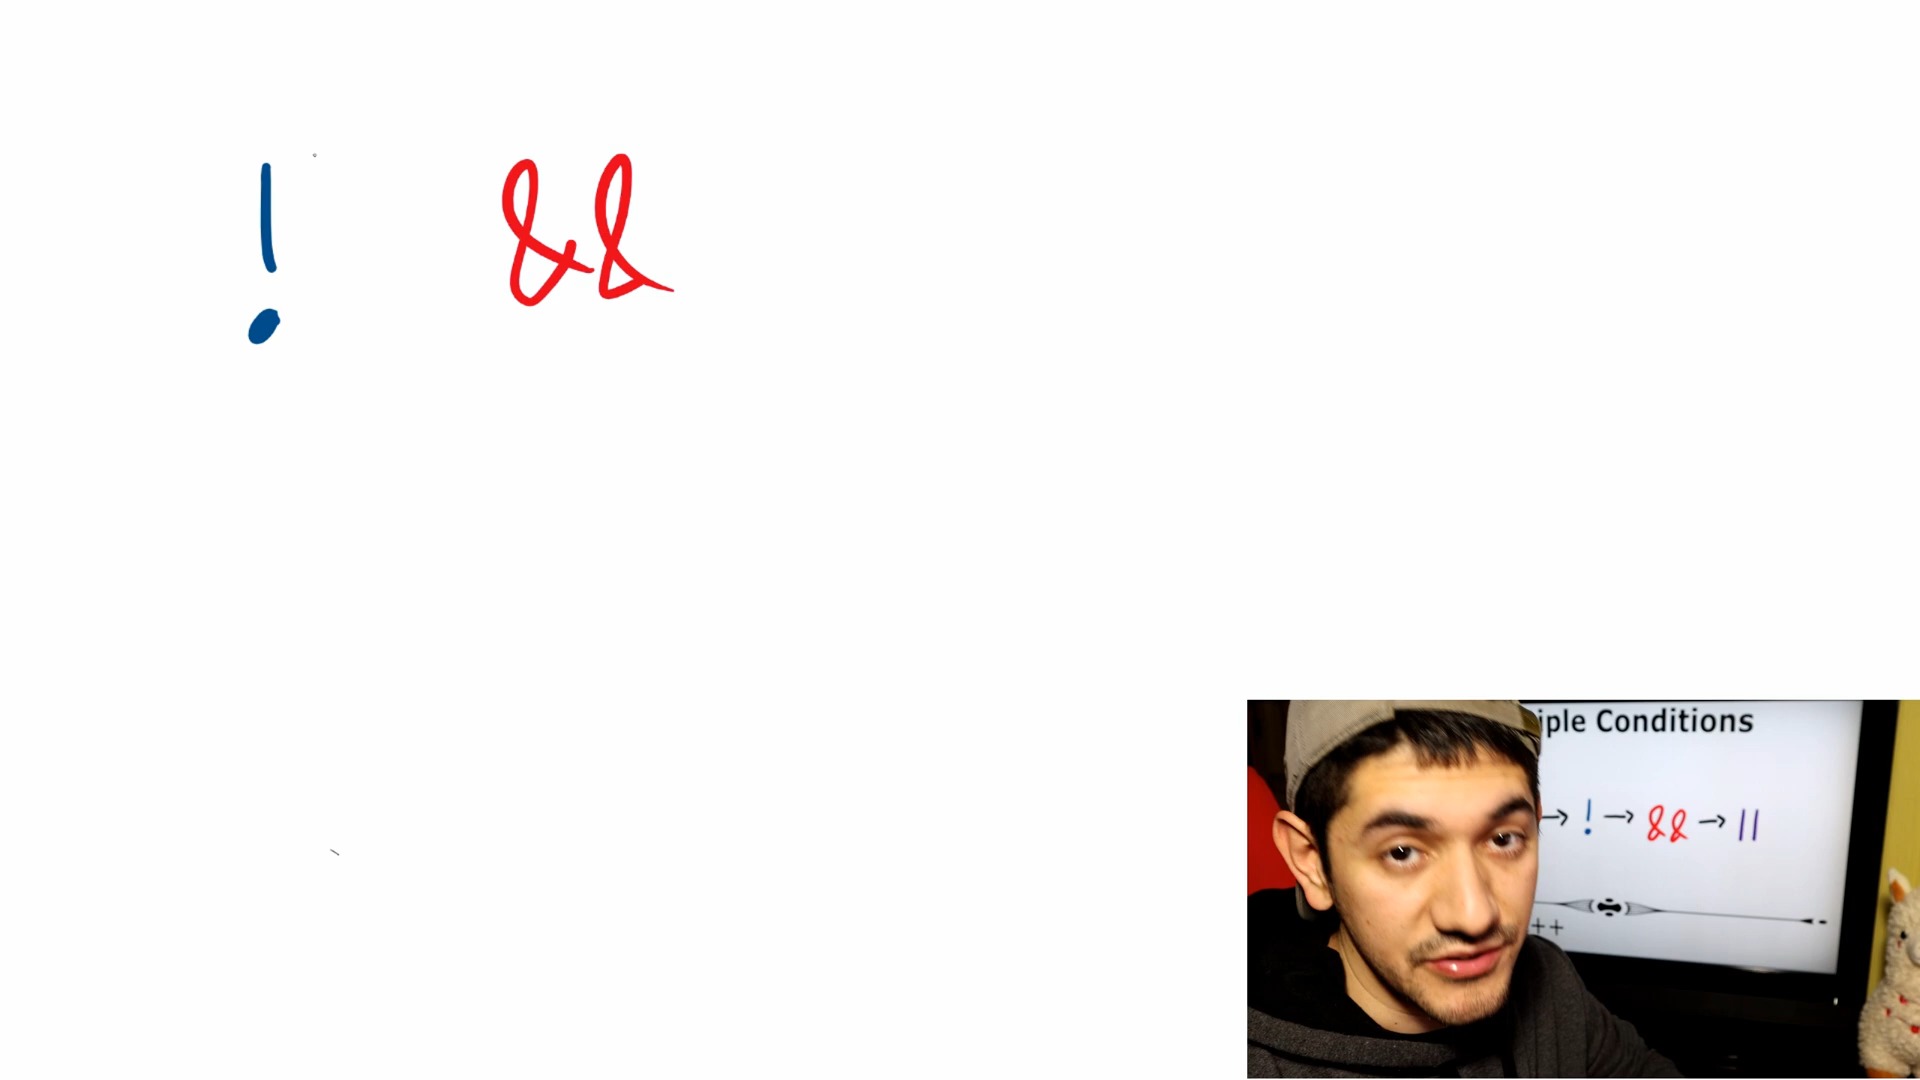 ! &&
iple Conditions
→ ! → && → ||
++